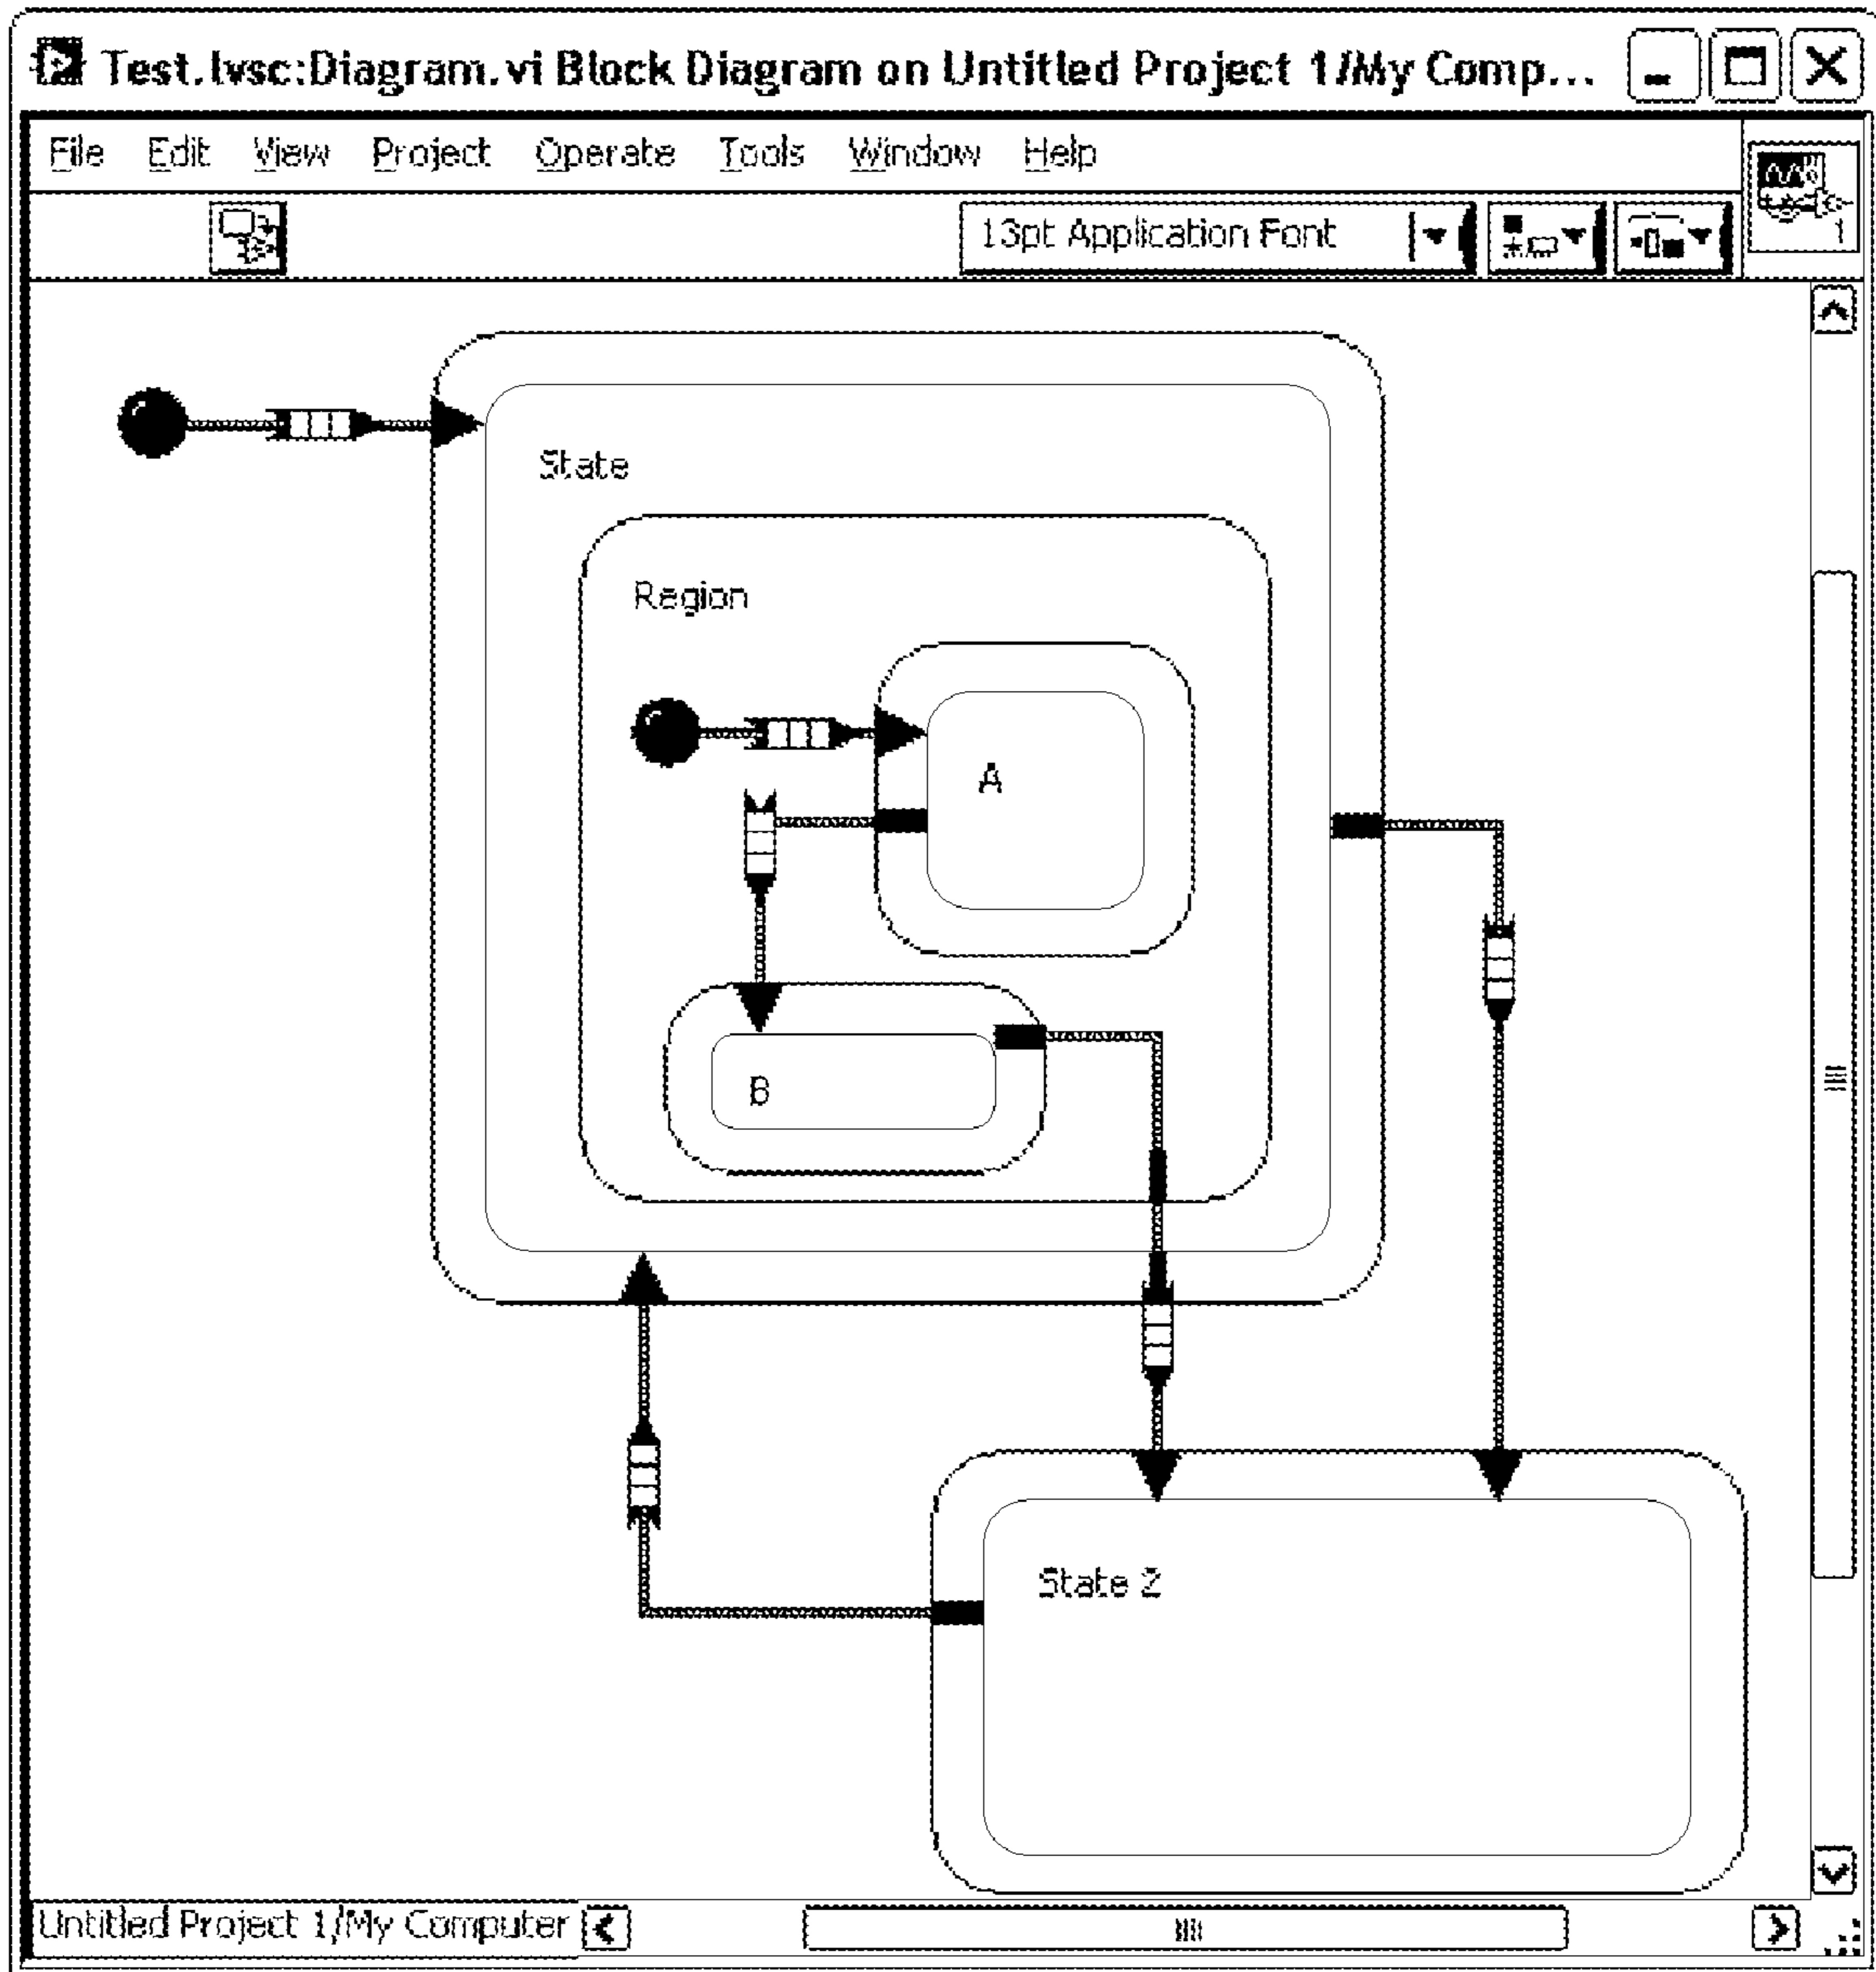 Test.lvsc:Diagram.vi Block Diagram on Untitled Project 1/My Comp...
File Edit View Project Operate Tools Window Help
13pt Application Font
1
State
Region
A
B
State 2
Untitled Project 1/My Computer